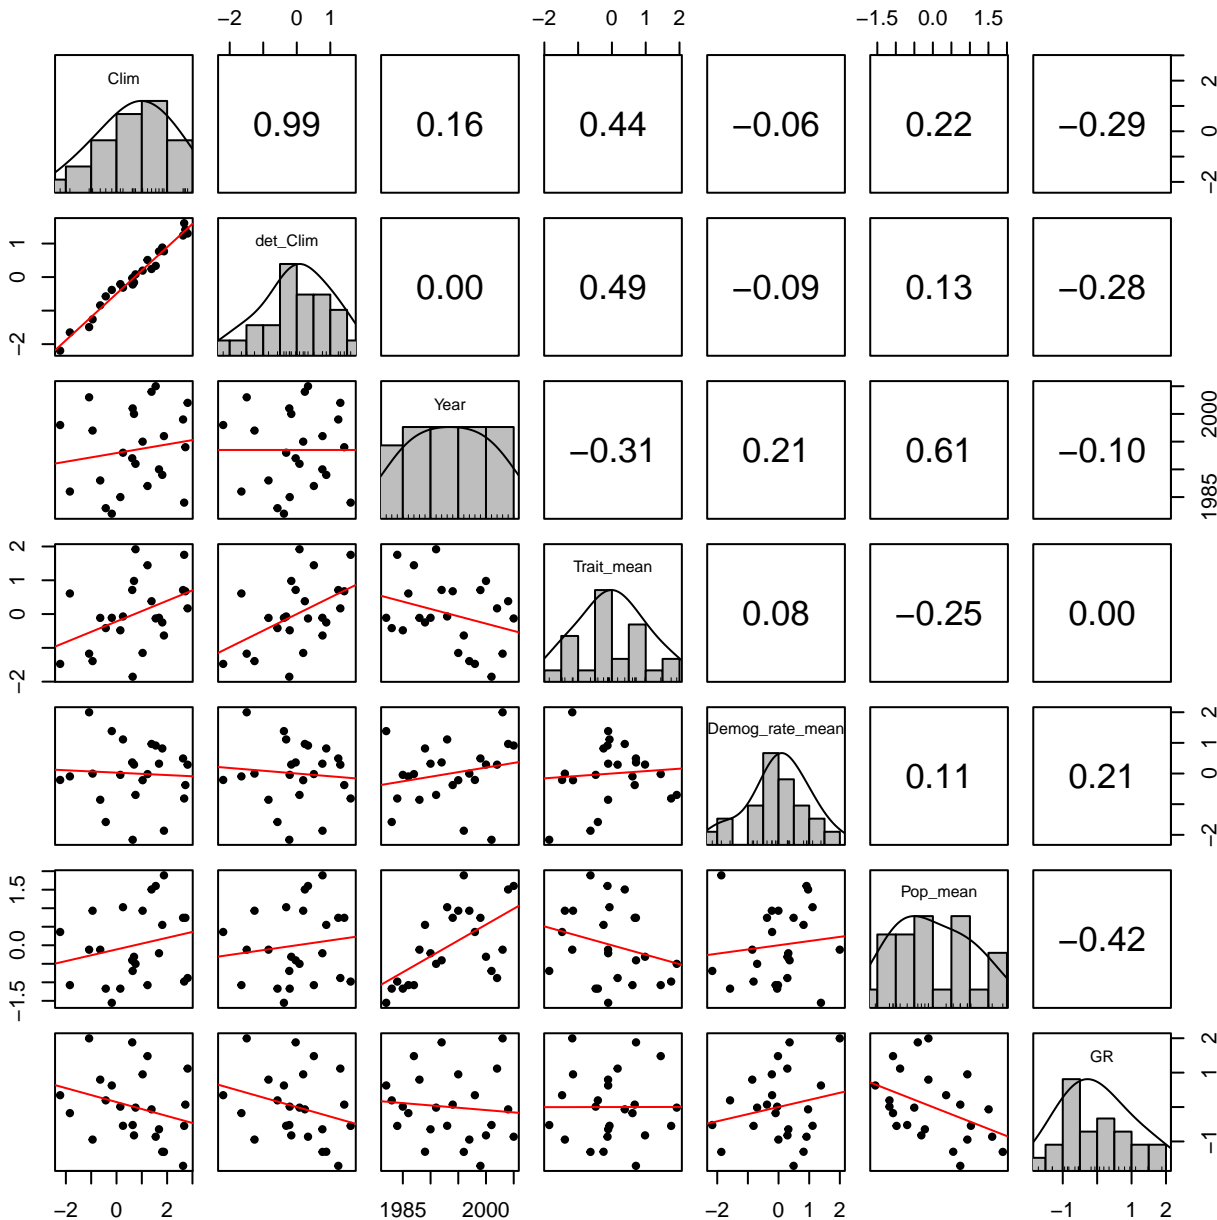 −2 0 1 −2 0 1 2 −1.5 0.0 1.5
Clim 0.99 0.16 0.44 −0.06 0.22 −0.29 −2 0 2
−2 0 1 det_Clim 0.00 0.49 −0.09 0.13 −0.28
Year −0.31 0.21 0.61 −0.10 1985 2000
−2 0 1 2 Trait_mean 0.08 −0.25 0.00
Demog_rate_mean 0.11 0.21 −2 0 1 2
−1.5 0.0 1.5 Pop_mean −0.42
GR −1 1 2
−2 0 2 1985 2000 −2 0 1 2 −1 1 2